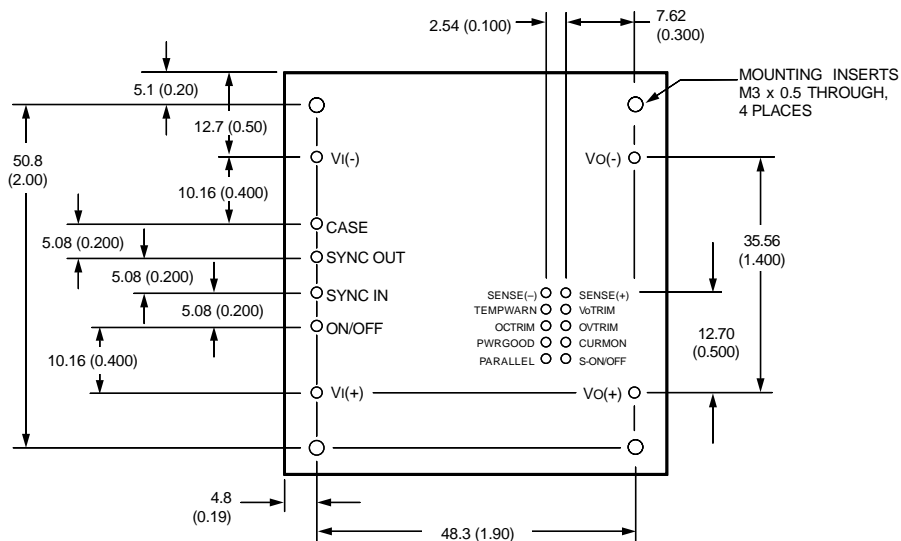 2.54 (0.100)
7.62
(0.300)
5.1 (0.20)
MOUNTING INSERTS
M3 x 0.5 THROUGH,
4 PLACES
12.7 (0.50)
50.8
(2.00)
VI(-)
VO(-)
10.16 (0.400)
CASE
5.08 (0.200)
SYNC OUT
35.56
(1.400)
5.08 (0.200)
SYNC IN
SENSE(–)
SENSE(+)
5.08 (0.200)
TEMPWARN
VOTRIM
ON/OFF
OCTRIM
OVTRIM
12.70
(0.500)
PWRGOOD
CURMON
10.16 (0.400)
PARALLEL
S-ON/OFF
VI(+)
VO(+)
4.8
(0.19)
48.3 (1.90)